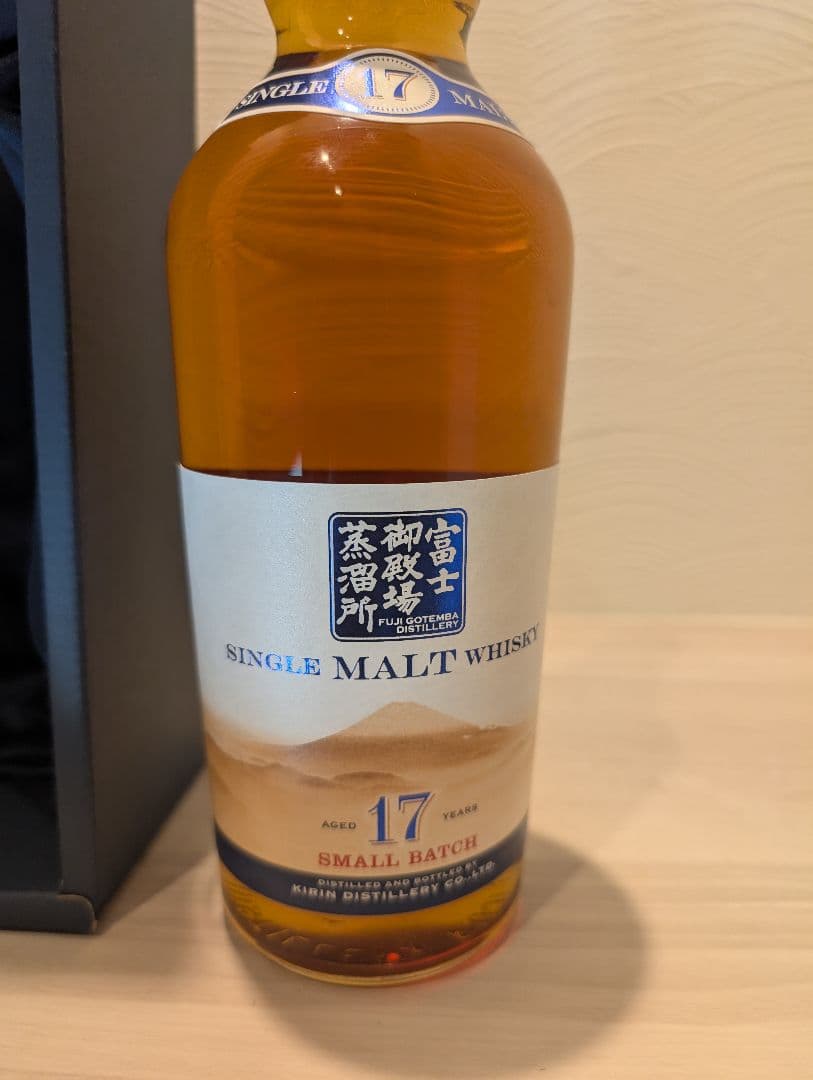 SINGLE 17 MALT
富士
御殿場
蒸溜所
FUJI GOTEMBA
DISTILLERY
SINGLE MALT WHISKY
AGED 17 YEARS
SMALL BATCH
DISTILLED AND BOTTLED BY
KIRIN DISTILLERY CO.,LTD.